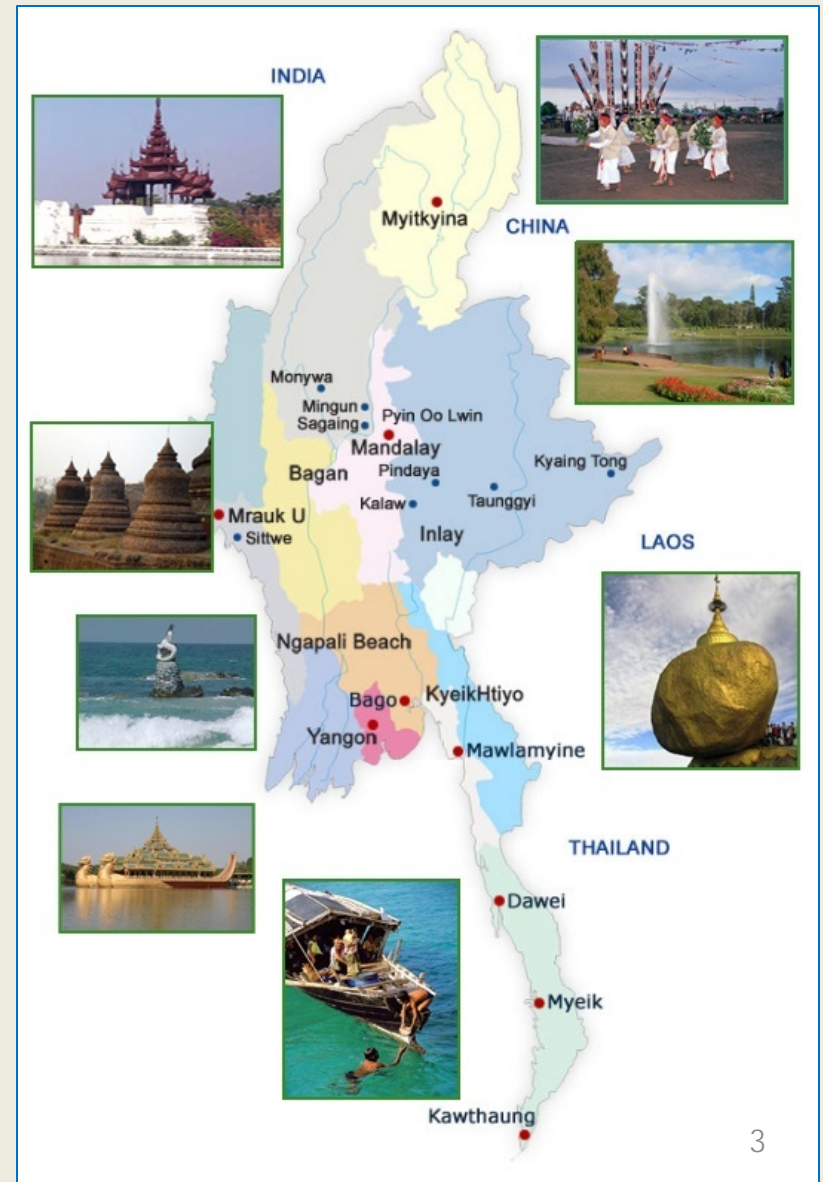 INDIA
Myitkyina
CHINA
Monywa
Mingun
Sagaing
Pyin Oo Lwin
Mandalay
Bagan
Pindaya
Kyaing Tong
Kalaw
Taunggyi
Mrauk U
Sittwe
Inlay
LAOS
Ngapali Beach
Bago
KyeikHtiyo
Yangon
Mawlamyine
THAILAND
Dawei
Myeik
Kawthaung
3